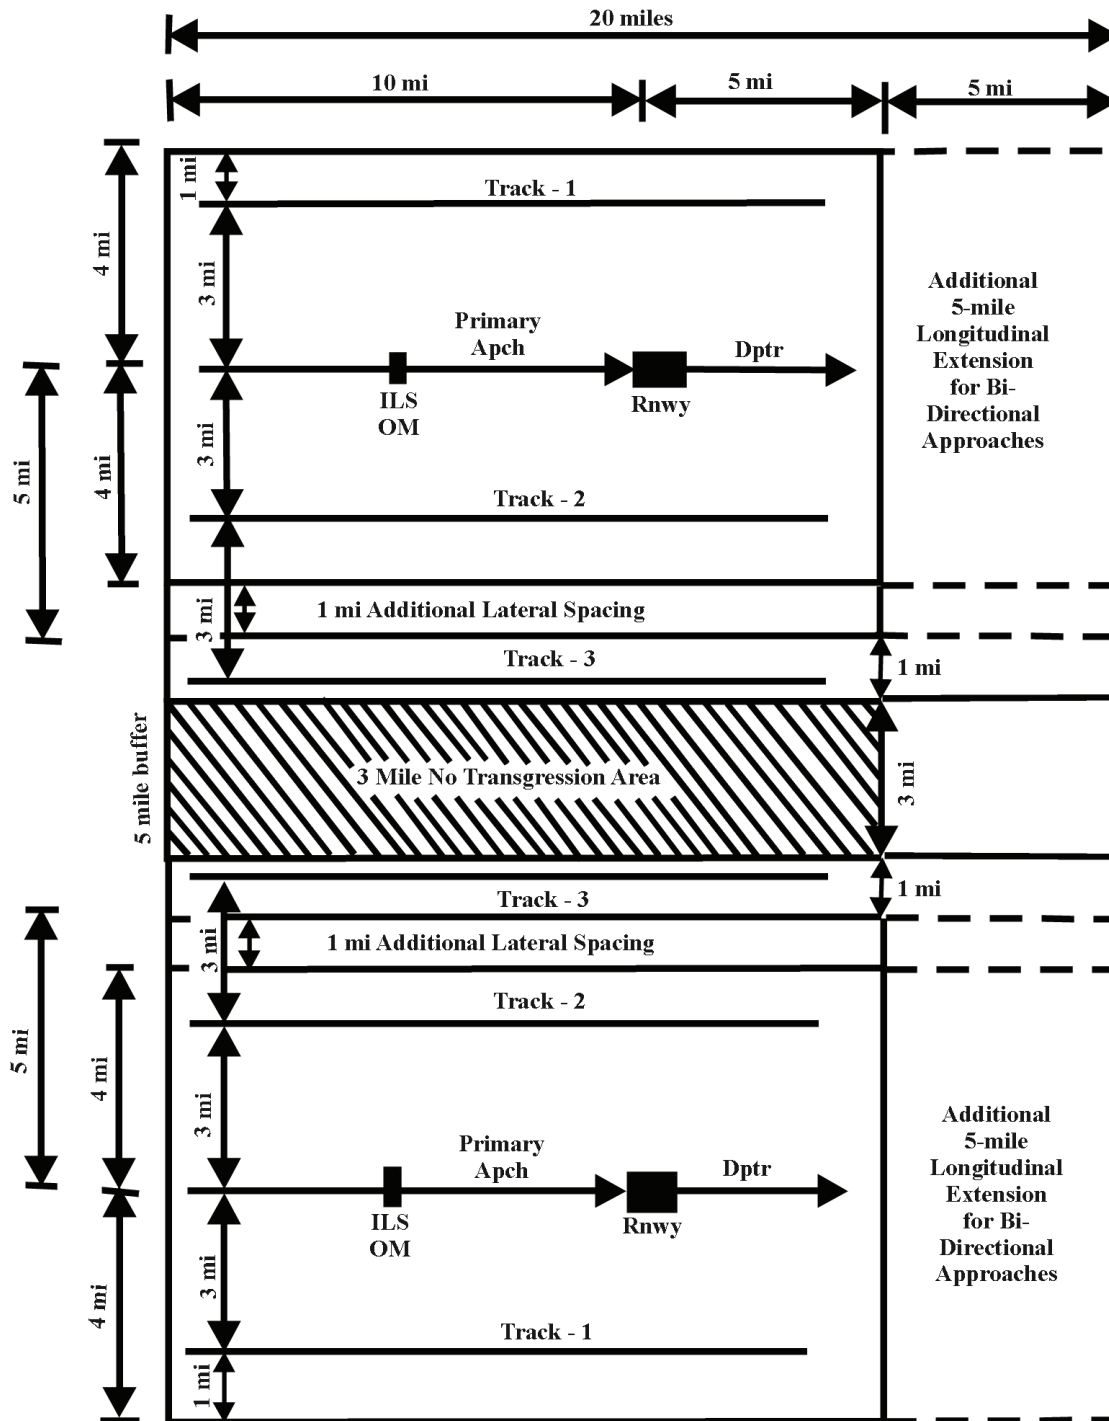 20 miles
10 mi
5 mi
5 mi
1 mi
Track - 1
4 mi
3 mi
Primary
Apch
Dptr
ILS
OM
Rnwy
Additional
5-mile
Longitudinal
Extension
for Bi-
Directional
Approaches
5 mi
4 mi
3 mi
Track - 2
3 mi
1 mi Additional Lateral Spacing
Track - 3
1 mi
5 mile buffer
3 Mile No Transgression Area
3 mi
Track - 3
1 mi
3 mi
1 mi Additional Lateral Spacing
Track - 2
5 mi
4 mi
3 mi
Primary
Apch
Dptr
ILS
OM
Rnwy
Additional
5-mile
Longitudinal
Extension
for Bi-
Directional
Approaches
4 mi
3 mi
Track - 1
1 mi